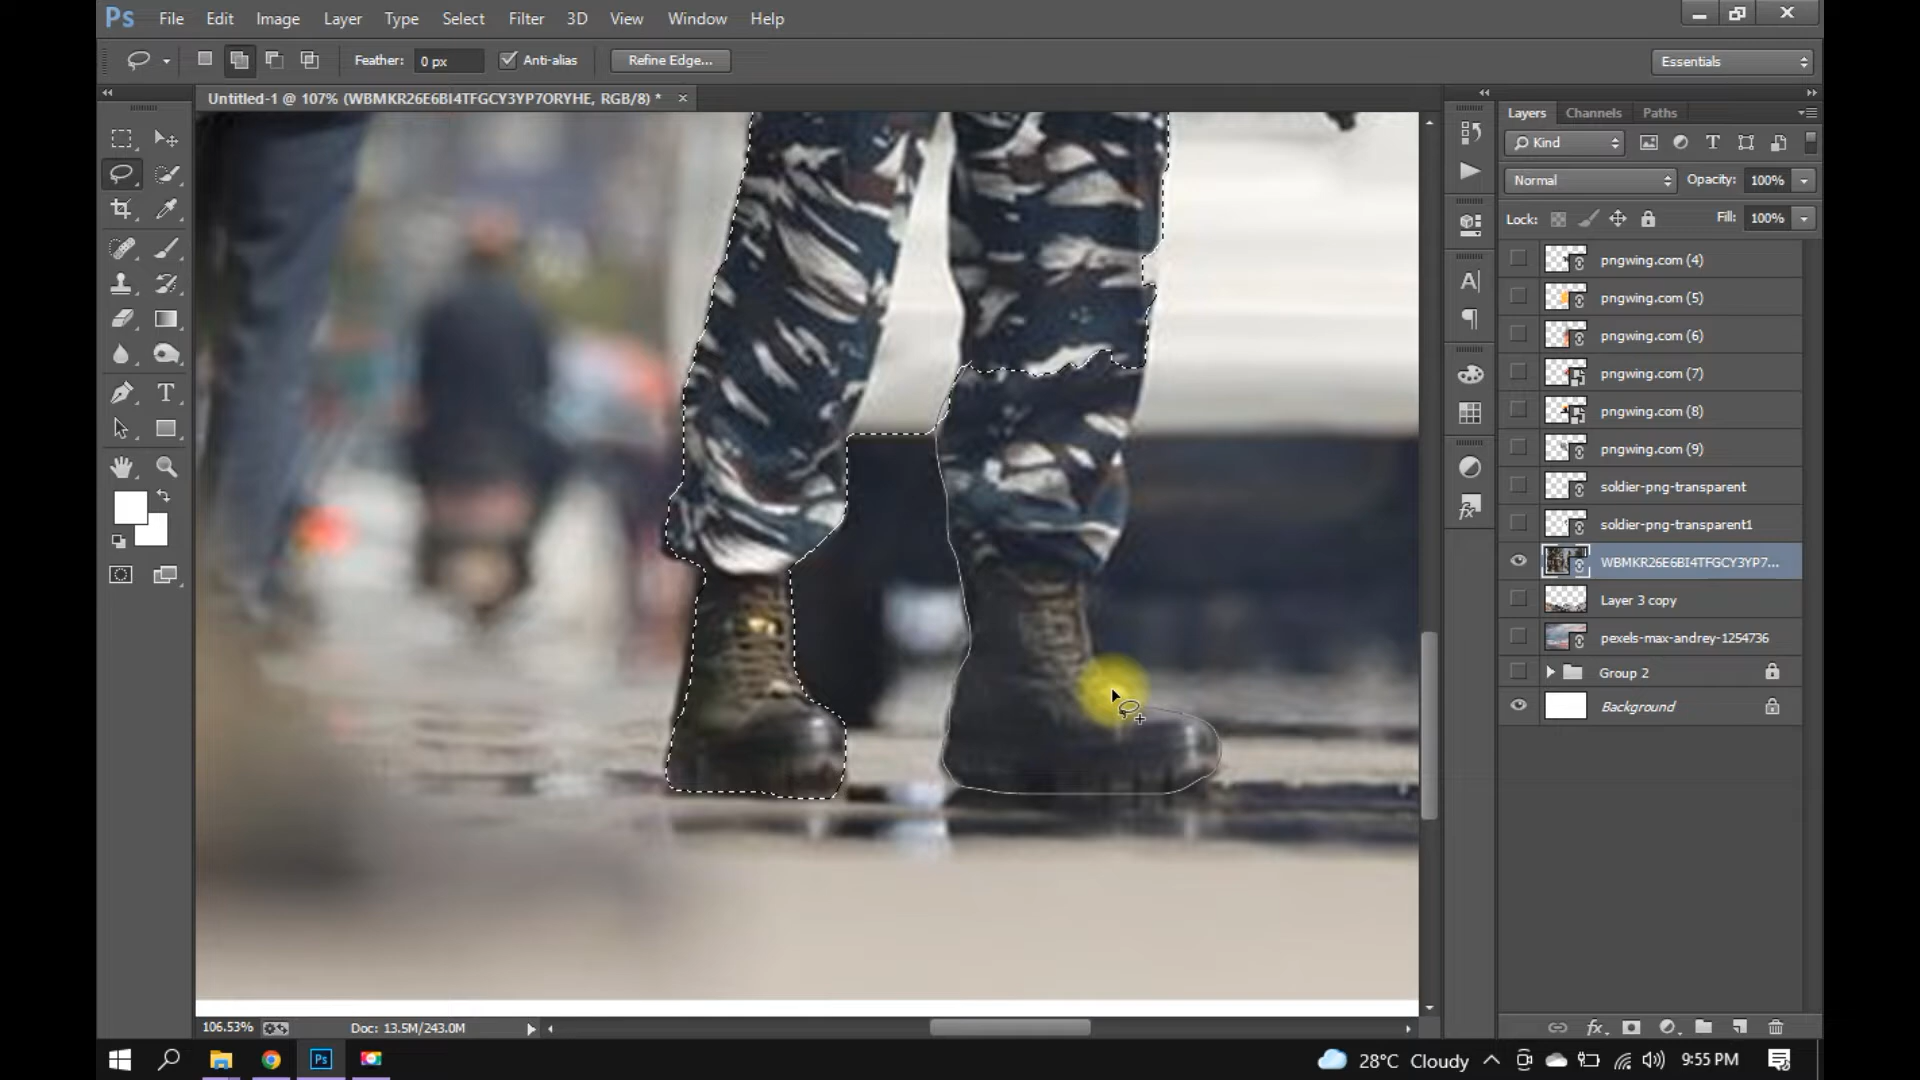 Ps File Edit Image Layer Type Select Filter 3D View Window Help
Feather: 0 px Anti-alias Refine Edge... Essentials
Untitled-1 @ 107% (WBMKR26E6BI4TFGCY3YP7ORYHE, RGB/8) * ×
Layers Channels Paths
Kind
Normal Opacity: 100%
Lock: Fill: 100%
pngwing.com (4)
pngwing.com (5)
pngwing.com (6)
pngwing.com (7)
pngwing.com (8)
pngwing.com (9)
soldier-png-transparent
soldier-png-transparent1
WBMKR26E6BI4TFGCY3YP7...
Layer 3 copy
pexels-max-andrey-1254736
Group 2
Background
106.53% Doc: 13.5M/243.0M
fx
Ps 28°C Cloudy 9:55 PM